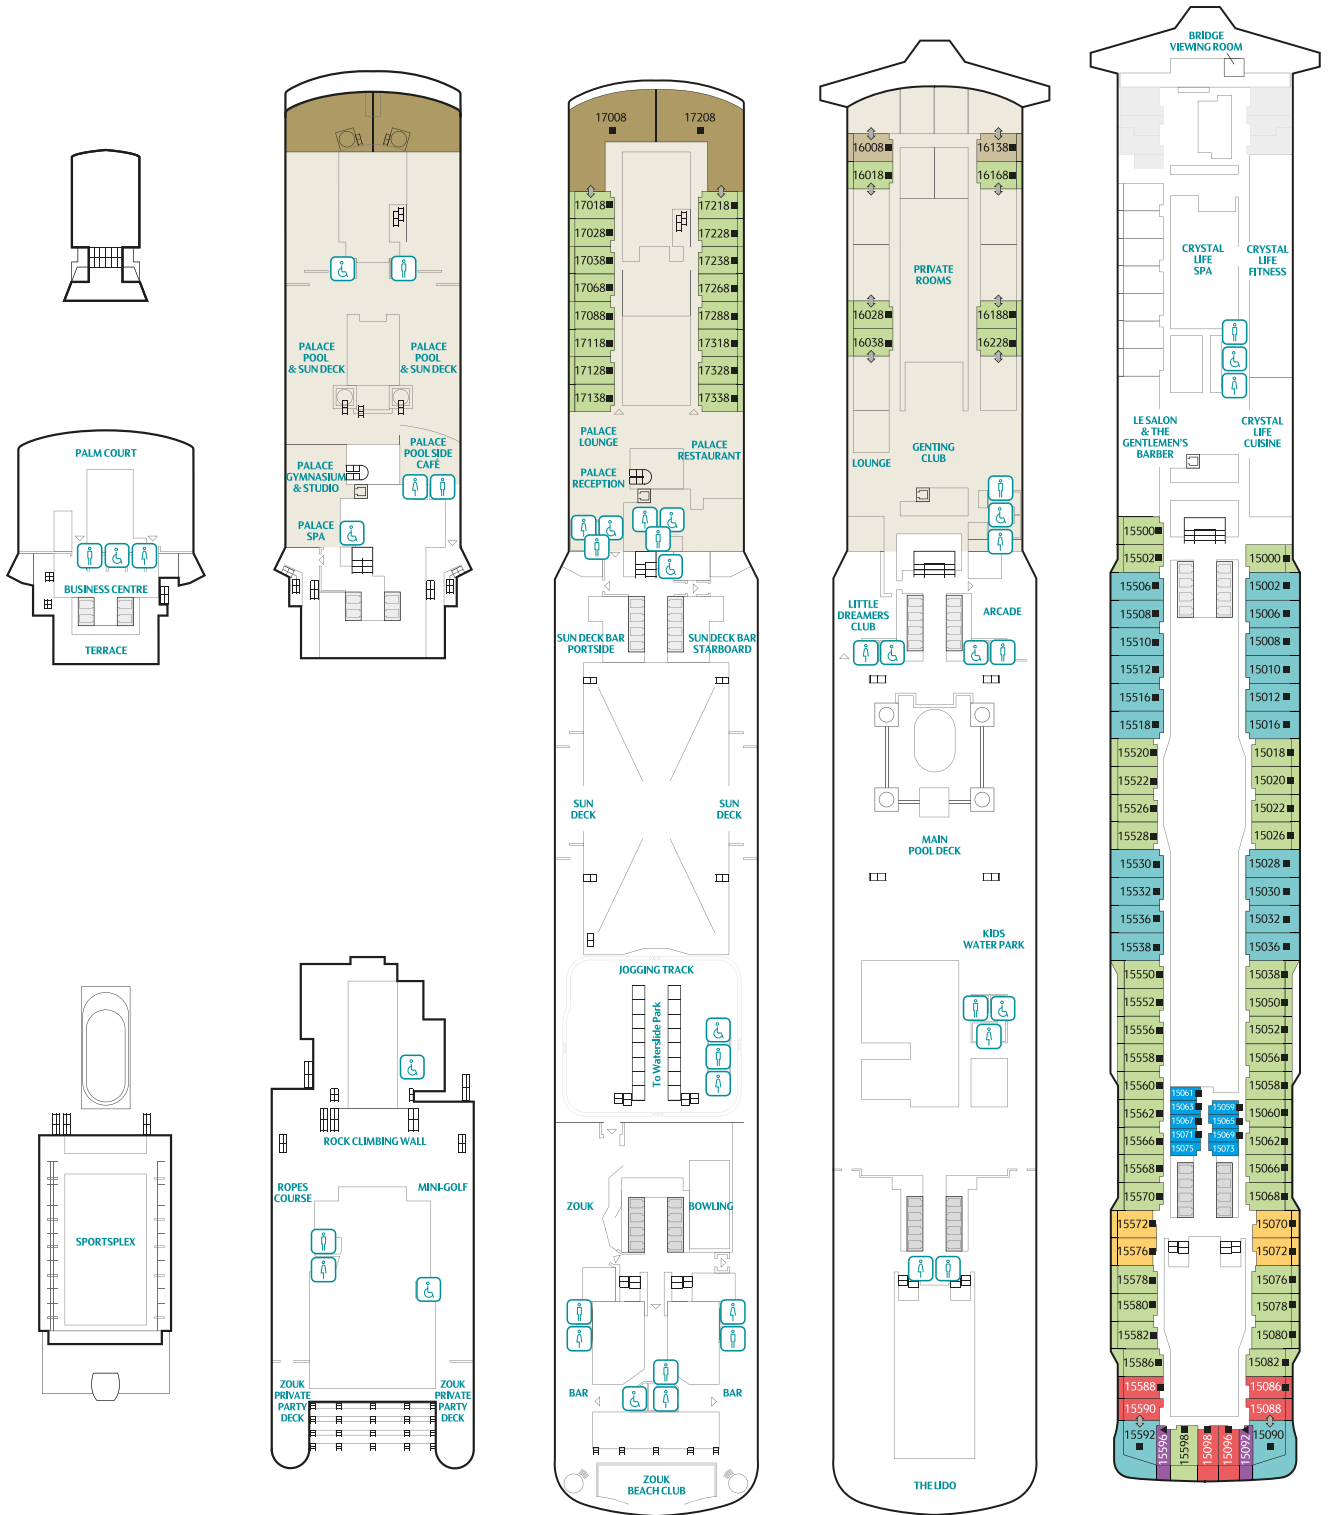 PALM COURT
BUSINESS CENTRE
TERRACE
SPORTSPLEX
PALACE
POOL
& SUN DECK
PALACE
POOL
& SUN DECK
PALACE
POOL SIDE
CAFÉ
PALACE
GYMNASIUM
& STUDIO
PALACE
SPA
ROCK CLIMBING WALL
ROPES
COURSE
MINI-GOLF
ZOUK
PRIVATE
PARTY
DECK
ZOUK
PRIVATE
PARTY
DECK
17008
17208
17018
17218
17028
17228
17038
17238
17068
17268
17088
17288
17118
17318
17128
17328
17138
17338
PALACE
LOUNGE
PALACE
RESTAURANT
PALACE
RECEPTION
SUN DECK BAR
PORTSIDE
SUN DECK BAR
STARBOARD
SUN
DECK
SUN
DECK
JOGGING TRACK
To Waterslide Park
ZOUK
BOWLING
BAR
BAR
ZOUK
BEACH CLUB
16008
16138
16018
16168
PRIVATE
ROOMS
16028
16188
16038
16228
GENTING
CLUB
LOUNGE
LITTLE
DREAMERS
CLUB
ARCADE
MAIN
POOL DECK
KIDS
WATER PARK
THE LIDO
BRIDGE
VIEWING ROOM
CRYSTAL
LIFE
SPA
CRYSTAL
LIFE
FITNESS
LE SALON
& THE
GENTLEMEN'S
BARBER
CRYSTAL
LIFE
CUISINE
15500
15502
15000
15506
15002
15508
15006
15510
15008
15512
15010
15516
15012
15518
15016
15520
15018
15522
15020
15526
15022
15528
15026
15530
15028
15532
15030
15536
15032
15538
15036
15550
15038
15552
15050
15556
15052
15558
15056
15560
15058
15061
15063
15059
15562
15060
15067
15065
15566
15062
15071
15069
15075
15073
15568
15066
15570
15068
15572
15070
15576
15072
15578
15076
15580
15078
15582
15080
15586
15082
15588
15086
15590
15088
15592
15090
15596
15598
15098
15096
15092